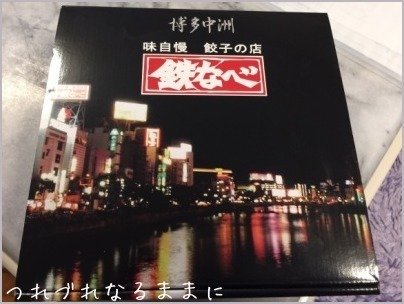 博多中洲
味自慢 餃子の店
鉄なべ
つれづれなるままに